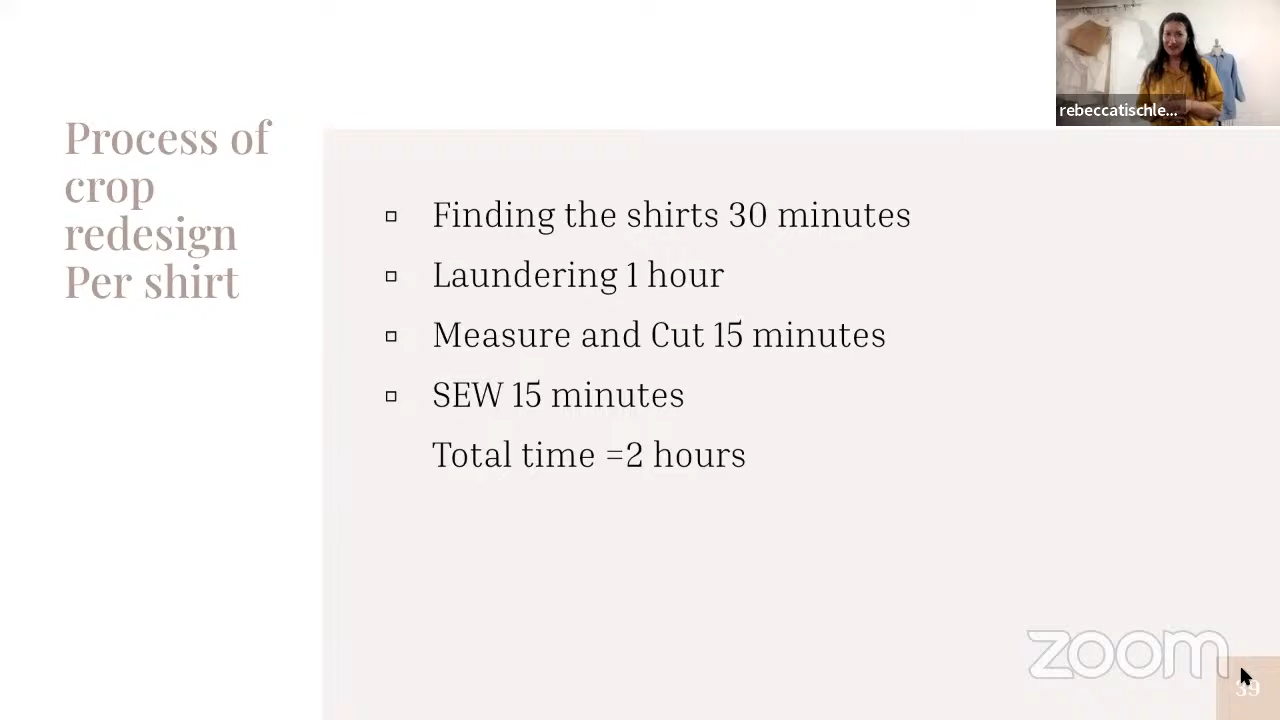 rebeccatischle...
Process of
crop
redesign
Per shirt
Finding the shirts 30 minutes
Laundering 1 hour
Measure and Cut 15 minutes
SEW 15 minutes
Total time =2 hours
zoom
39